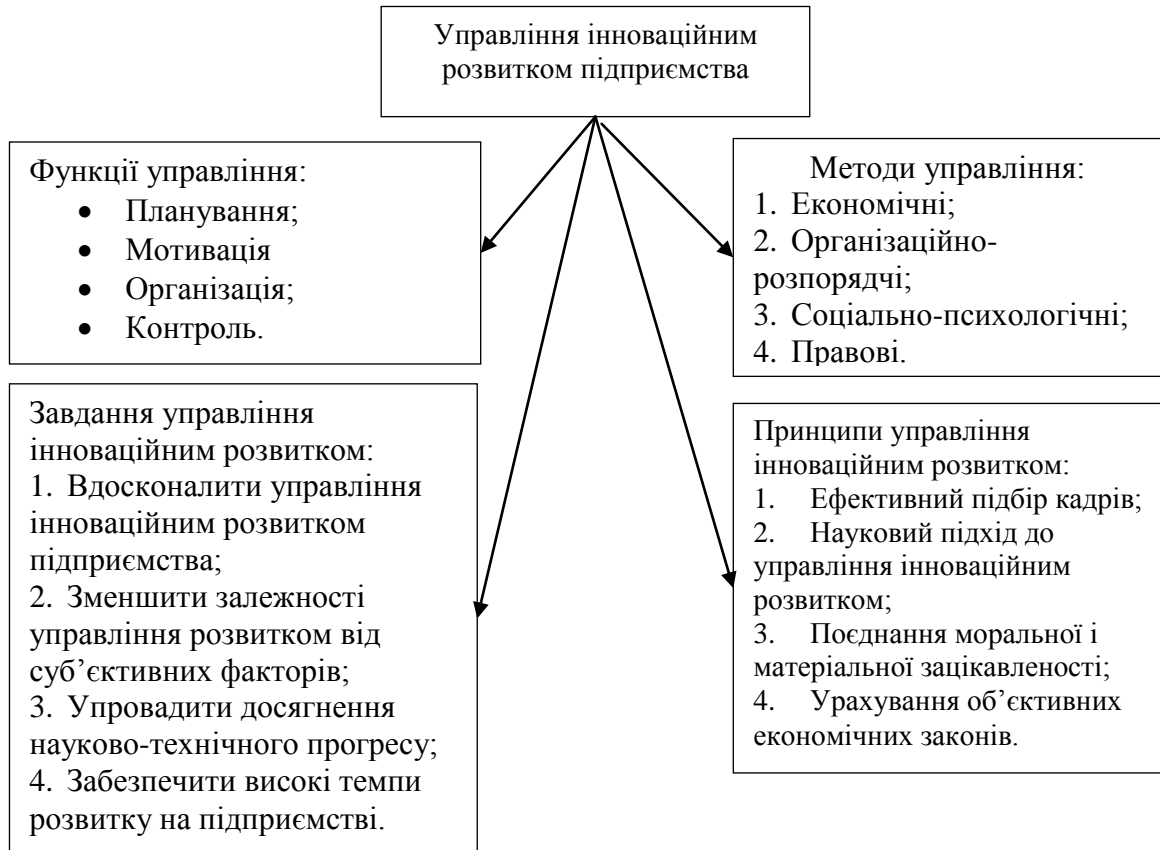 Управління інноваційним
розвитком підприємства
Функції управління:
• Планування;
• Мотивація
• Організація;
• Контроль.
Методи управління:
1. Економічні;
2. Організаційно-
розпорядчі;
3. Соціально-психологічні;
4. Правові.
Завдання управління
інноваційним розвитком:
1. Вдосконалити управління
інноваційним розвитком
підприємства;
2. Зменшити залежності
управління розвитком від
суб’єктивних факторів;
3. Упровадити досягнення
науково-технічного прогресу;
4. Забезпечити високі темпи
розвитку на підприємстві.
Принципи управління
інноваційним розвитком:
1. Ефективний підбір кадрів;
2. Науковий підхід до
управління інноваційним
розвитком;
3. Поєднання моральної і
матеріальної зацікавленості;
4. Урахування об’єктивних
економічних законів.